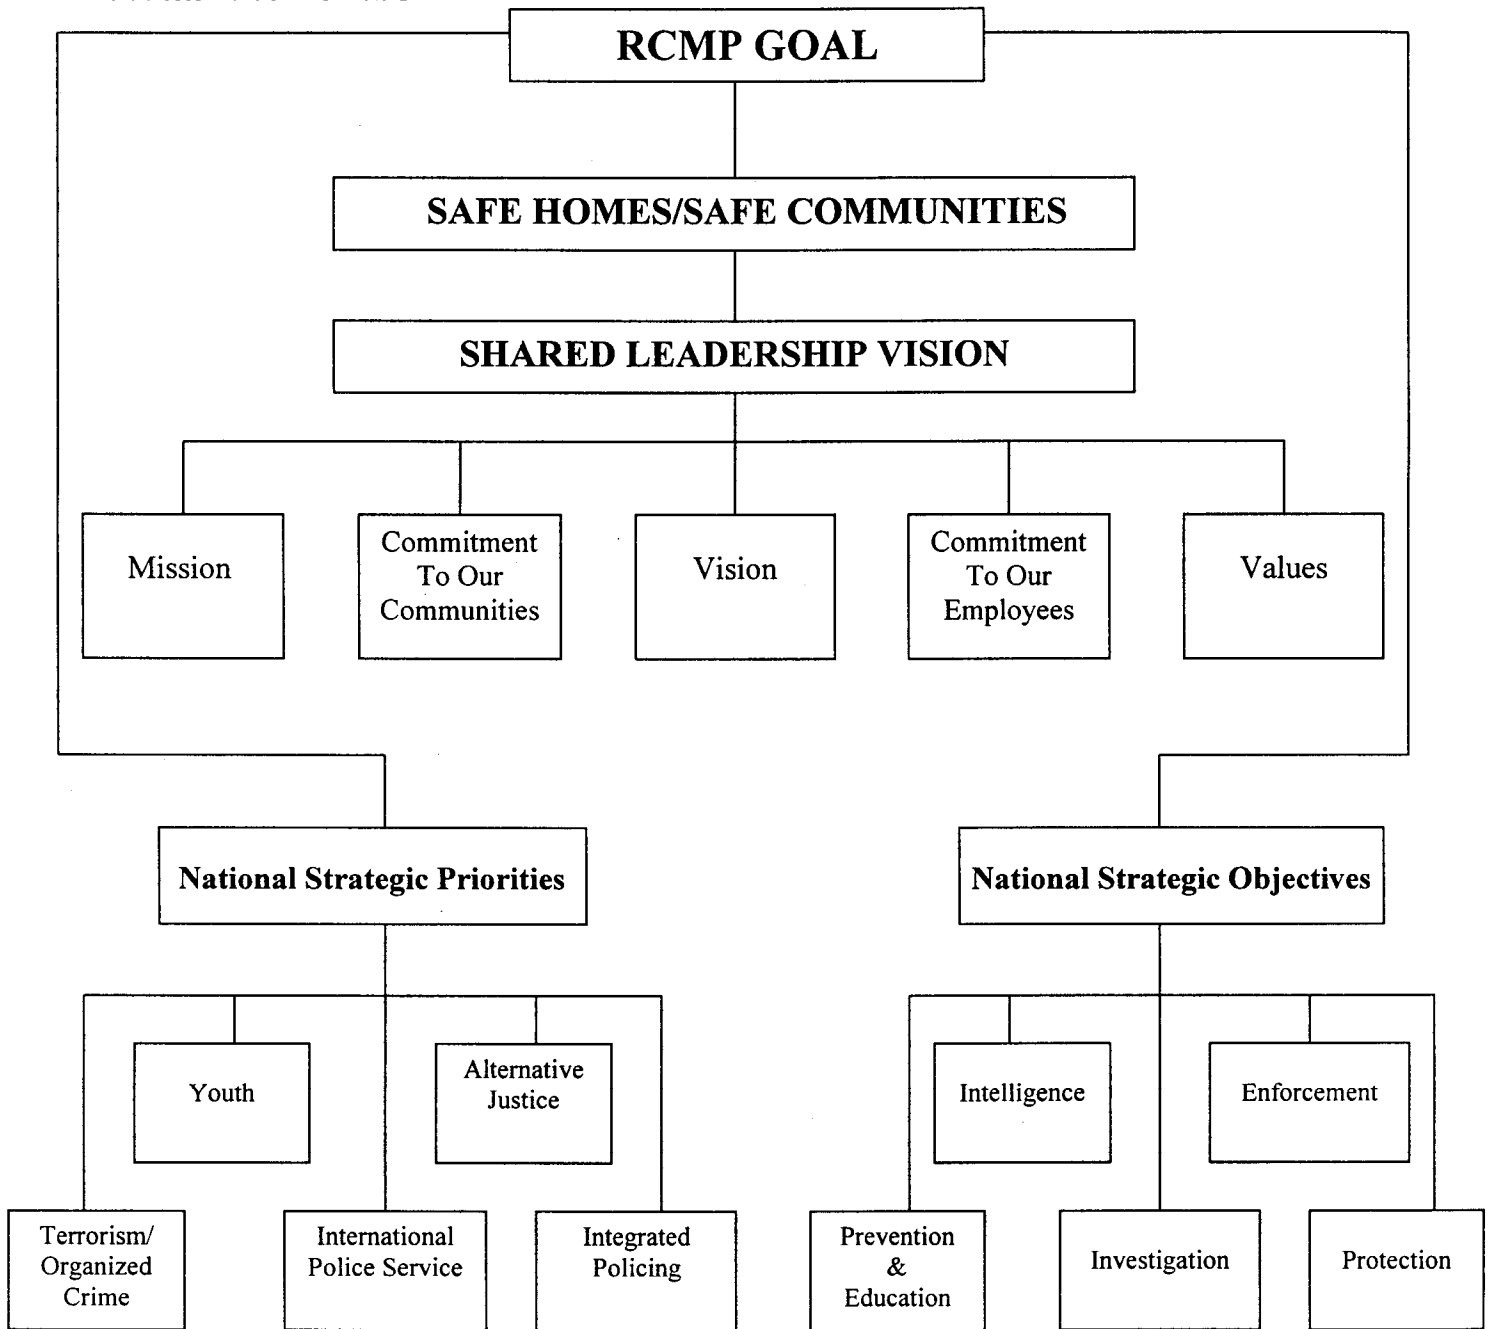 RCMP GOAL
SAFE HOMES/SAFE COMMUNITIES
SHARED LEADERSHIP VISION
Mission
Commitment
To Our
Communities
Vision
Commitment
To Our
Employees
Values
National Strategic Priorities
National Strategic Objectives
Youth
Alternative
Justice
Intelligence
Enforcement
Terrorism/
Organized
Crime
International
Police Service
Integrated
Policing
Prevention
&
Education
Investigation
Protection